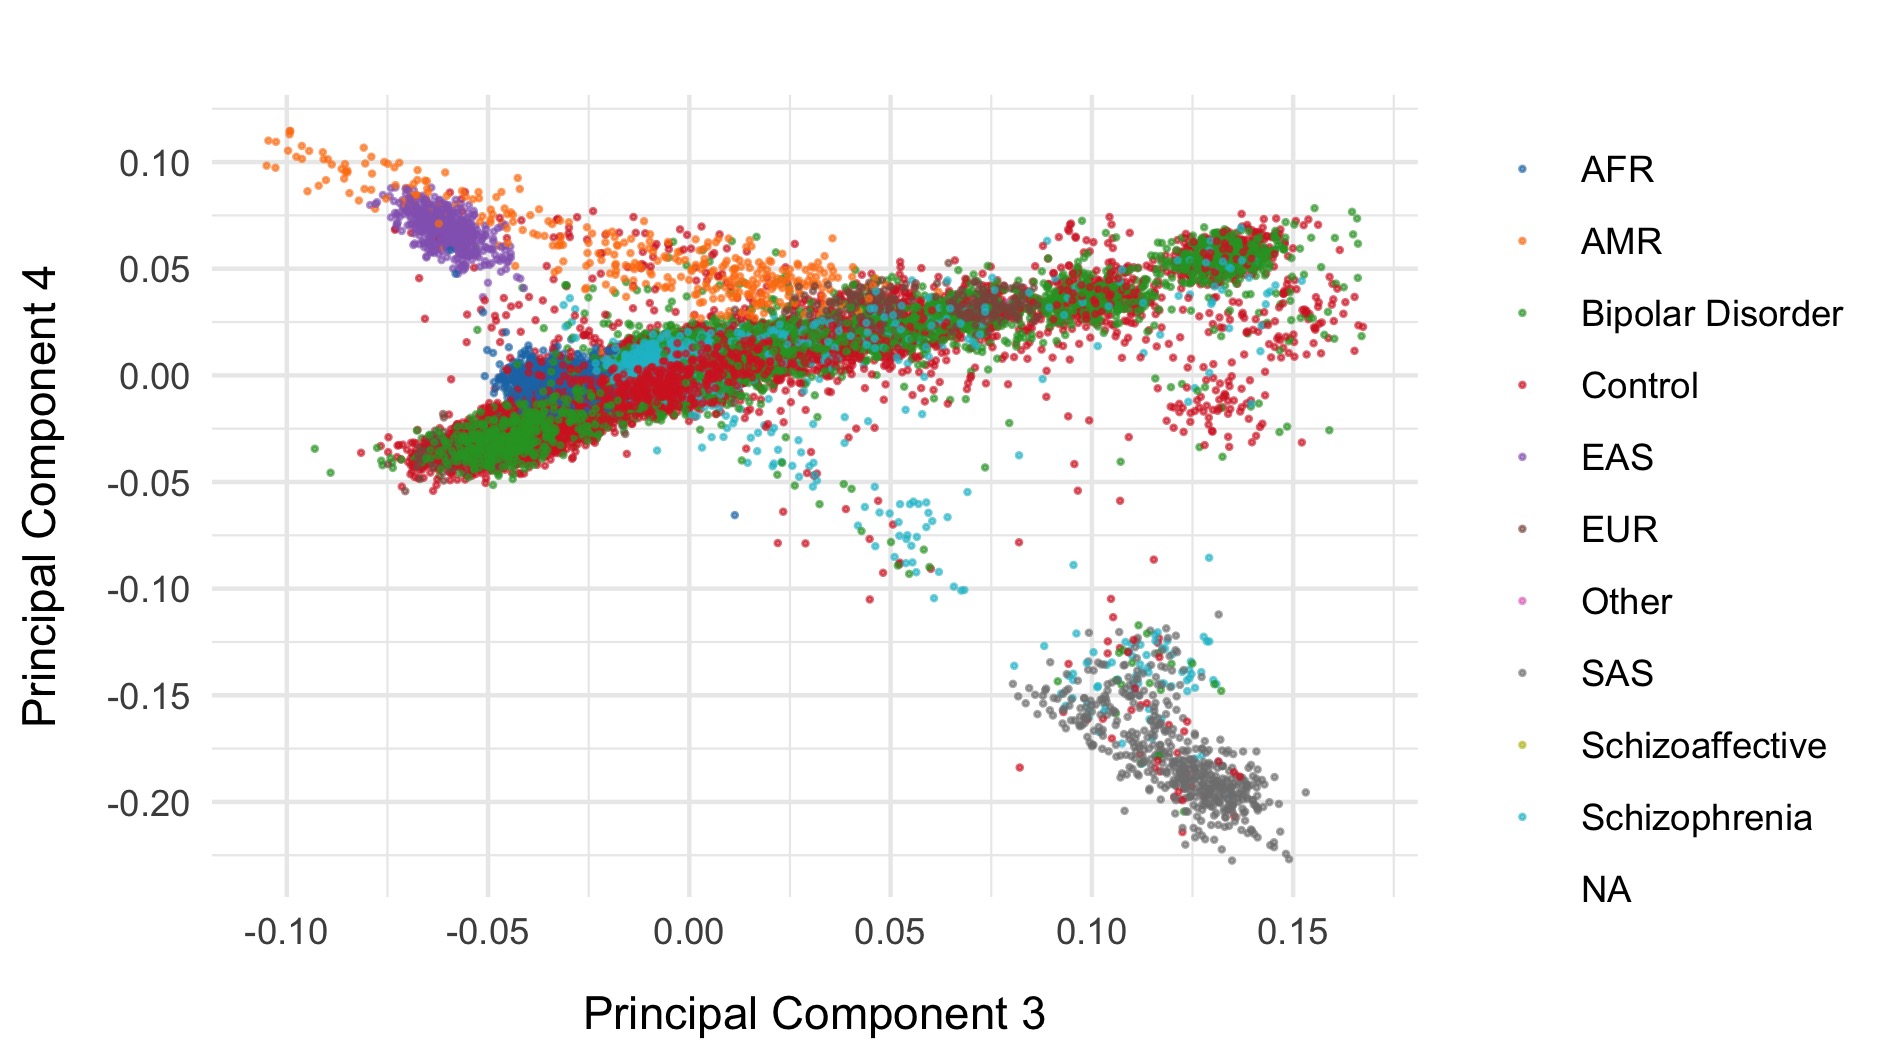 Principal Component 4
0.10
0.05
0.00
-0.05
-0.10
-0.15
-0.20
-0.10 -0.05 0.00 0.05 0.10 0.15
Principal Component 3
AFR
AMR
Bipolar Disorder
Control
EAS
EUR
Other
SAS
Schizoaffective
Schizophrenia
NA